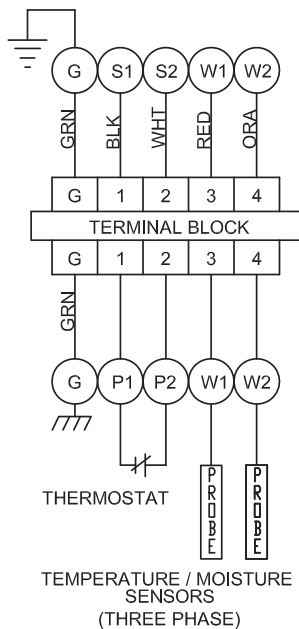 G S1 S2 W1 W2
GRN BLK WHT RED ORA
G 1 2 3 4
TERMINAL BLOCK
G 1 2 3 4
GRN
G P1 P2 W1 W2
THERMOSTAT
PROBE PROBE
TEMPERATURE / MOISTURE
SENSORS
(THREE PHASE)